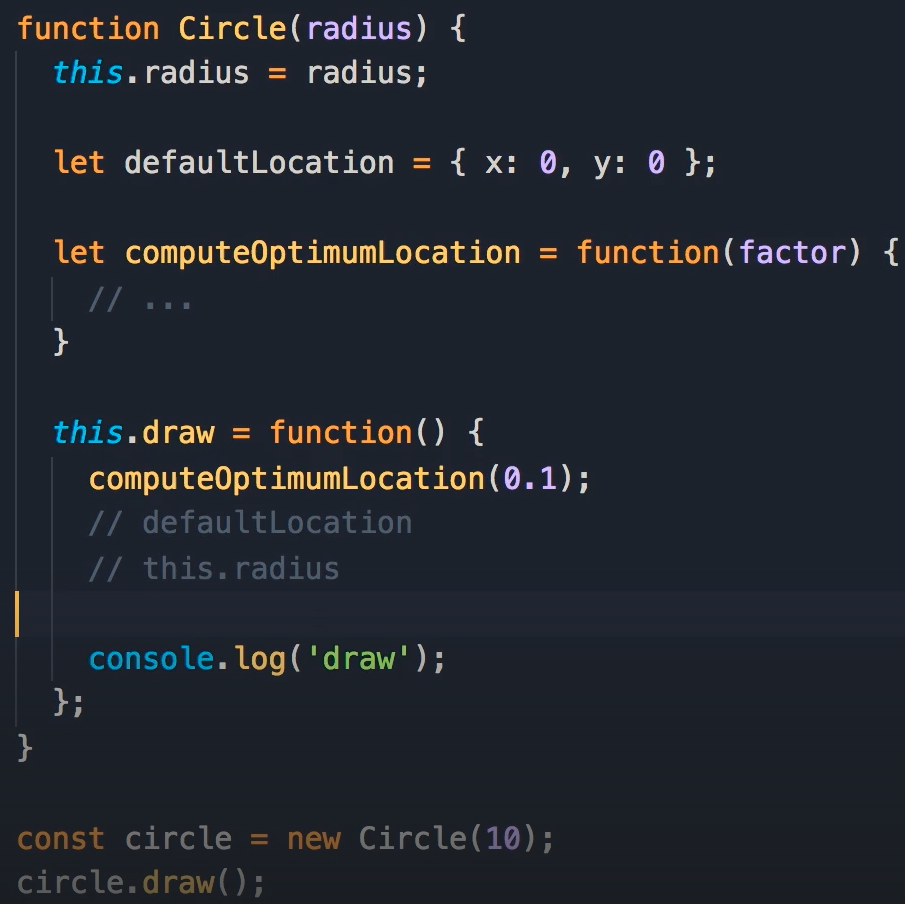 function Circle(radius) {
  this.radius = radius;

  let defaultLocation = { x: 0, y: 0 };

  let computeOptimumLocation = function(factor) {
    // ...
  }

  this.draw = function() {
    computeOptimumLocation(0.1);
    // defaultLocation
    // this.radius

    console.log('draw');
  };
}

const circle = new Circle(10);
circle.draw();